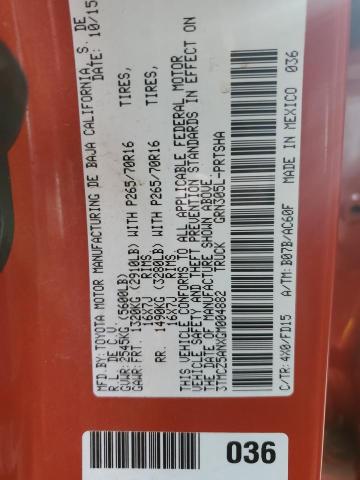 MFD. BY:TOYOTA MOTOR MANUFACTURING DE BAJA CALIFORNIA, S. DE
R. L. DE C. V. DATE: 10/15
GVWR: 2545KG (5600LB)
GAWR: FRT. 1320KG (2910LB) WITH P265/70R16 TIRES,
16X7J RIMS
RR. 1490KG (3280LB) WITH P265/70R16 TIRES,
16X7J RIMS
THIS VEHICLE CONFORMS TO ALL APPLICABLE FEDERAL MOTOR
VEHICLE SAFETY AND THEFT PREVENTION STANDARDS IN EFFECT ON
THE DATE OF MANUFACTURE SHOWN ABOVE.
3TMCZ5ANXGM004882 TRUCK GRN305L-PRTSHA
C/TR: 4X0/FD15 A/TM: B07B/AC60F MADE IN MEXICO 036
036